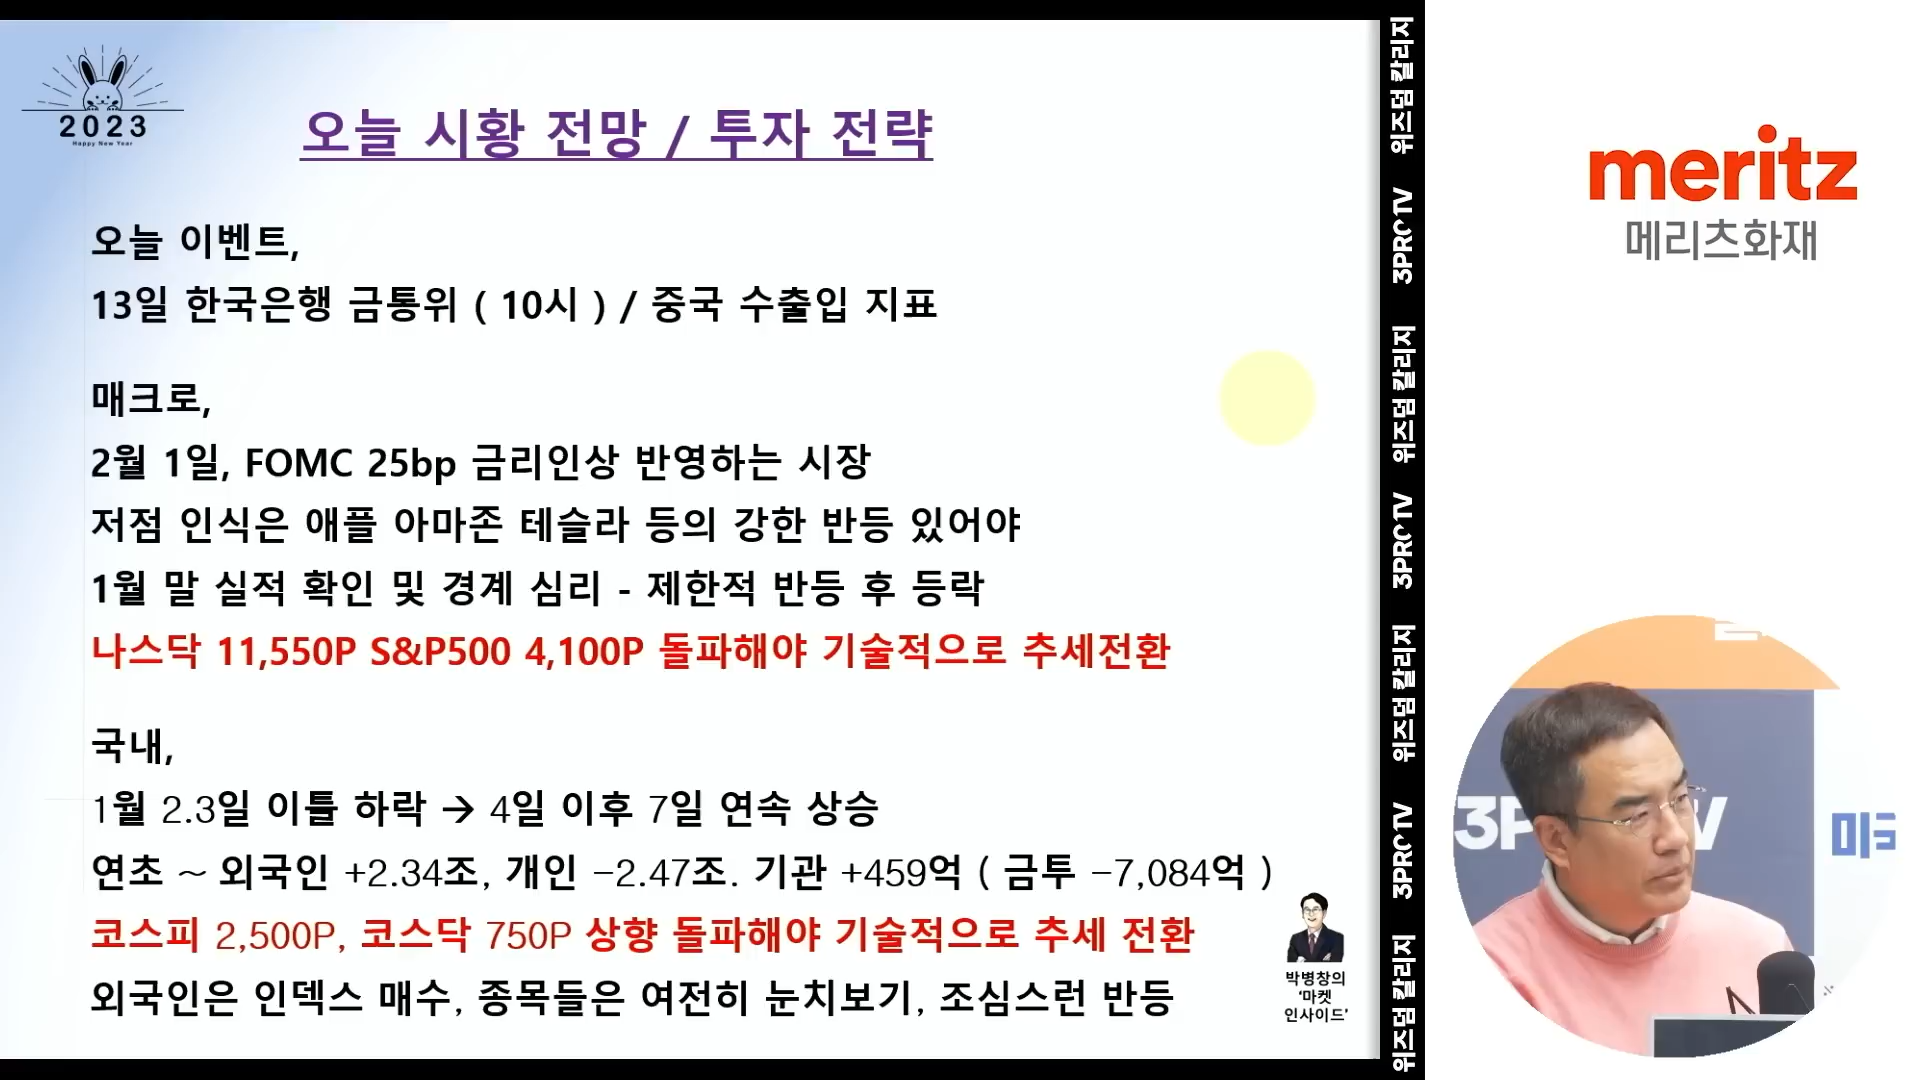 2023
Happy New Year
오늘 시황 전망 / 투자 전략
오늘 이벤트,
13일 한국은행 금통위 ( 10시 ) / 중국 수출입 지표
매크로,
2월 1일, FOMC 25bp 금리인상 반영하는 시장
저점 인식은 애플 아마존 테슬라 등의 강한 반등 있어야
1월 말 실적 확인 및 경계 심리 - 제한적 반등 후 등락
나스닥 11,550P S&P500 4,100P 돌파해야 기술적으로 추세전환
국내,
1월 2.3일 이틀 하락 → 4일 이후 7일 연속 상승
연초 ~ 외국인 +2.34조, 개인 -2.47조. 기관 +459억 ( 금투 -7,084억 )
코스피 2,500P, 코스닥 750P 상향 돌파해야 기술적으로 추세 전환
외국인은 인덱스 매수, 종목들은 여전히 눈치보기, 조심스런 반등
박병창의
'마켓
인사이드'
위즈덤 칼리지
3PROTV
위즈덤 칼리지
3PROTV
위즈덤 칼리지
3PROTV
위즈덤 칼리지
meritz
메리츠화재